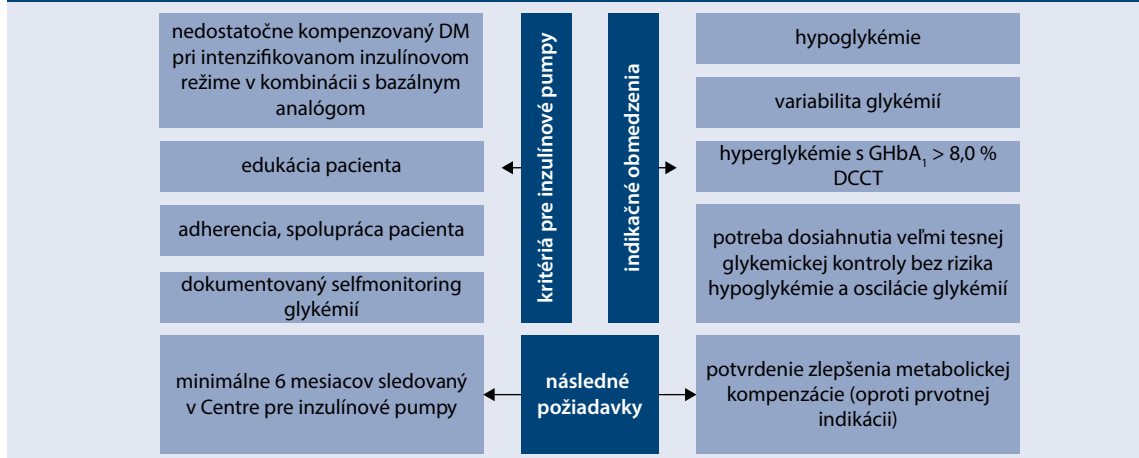 nedostatočne kompenzovaný DM
pri intenzifikovanom inzulínovom
režime v kombinácii s bazálnym
analógom
edukácia pacienta
adherencia, spolupráca pacienta
dokumentovaný selfmonitoring
glykémií
kritériá pre inzulínové pumpy
indikačné obmedzenia
hypoglykémie
variabilita glykémií
hyperglykémie s GHbA₁ > 8,0 %
DCCT
potreba dosiahnutia veľmi tesnej
glykemickej kontroly bez rizika
hypoglykémie a oscilácie glykémií
minimálne 6 mesiacov sledovaný
v Centre pre inzulínové pumpy
následné
požiadavky
potvrdenie zlepšenia metabolickej
kompenzácie (oproti prvotnej
indikácii)